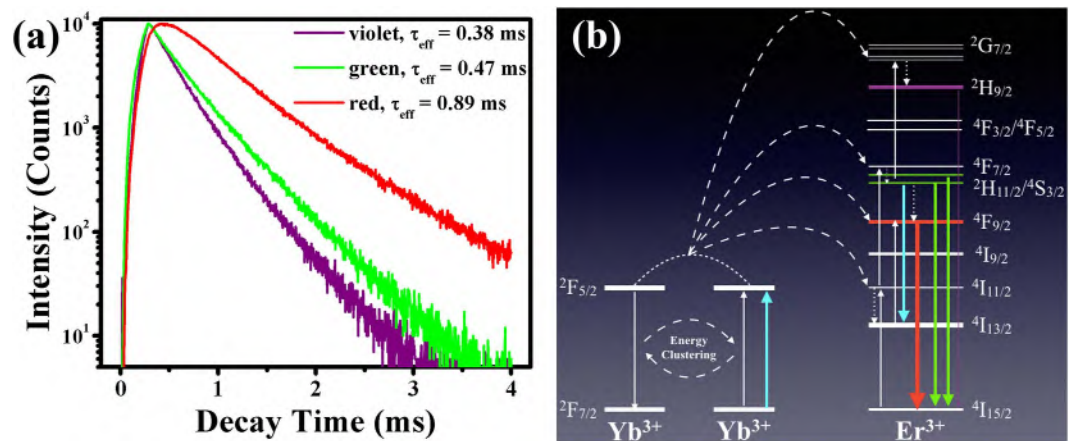 (a)
violet, τeff = 0.38 ms
green, τeff = 0.47 ms
red, τeff = 0.89 ms
Intensity (Counts)
10⁴
10³
10²
10¹
0
1
2
3
4
Decay Time (ms)
(b)
²G₇/₂
²H₉/₂
⁴F₃/₂/⁴F₅/₂
⁴F₇/₂
²H₁₁/₂/⁴S₃/₂
⁴F₉/₂
⁴I₉/₂
⁴I₁₁/₂
⁴I₁₃/₂
⁴I₁₅/₂
²F₅/₂
Energy
Clustering
²F₇/₂
Yb³⁺
Yb³⁺
Er³⁺